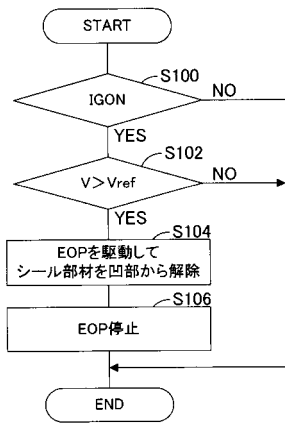 START
S100
IGON
NO
YES
S102
V＞Vref
NO
YES
S104
EOPを駆動して
シール部材を凹部から解除
S106
EOP停止
END